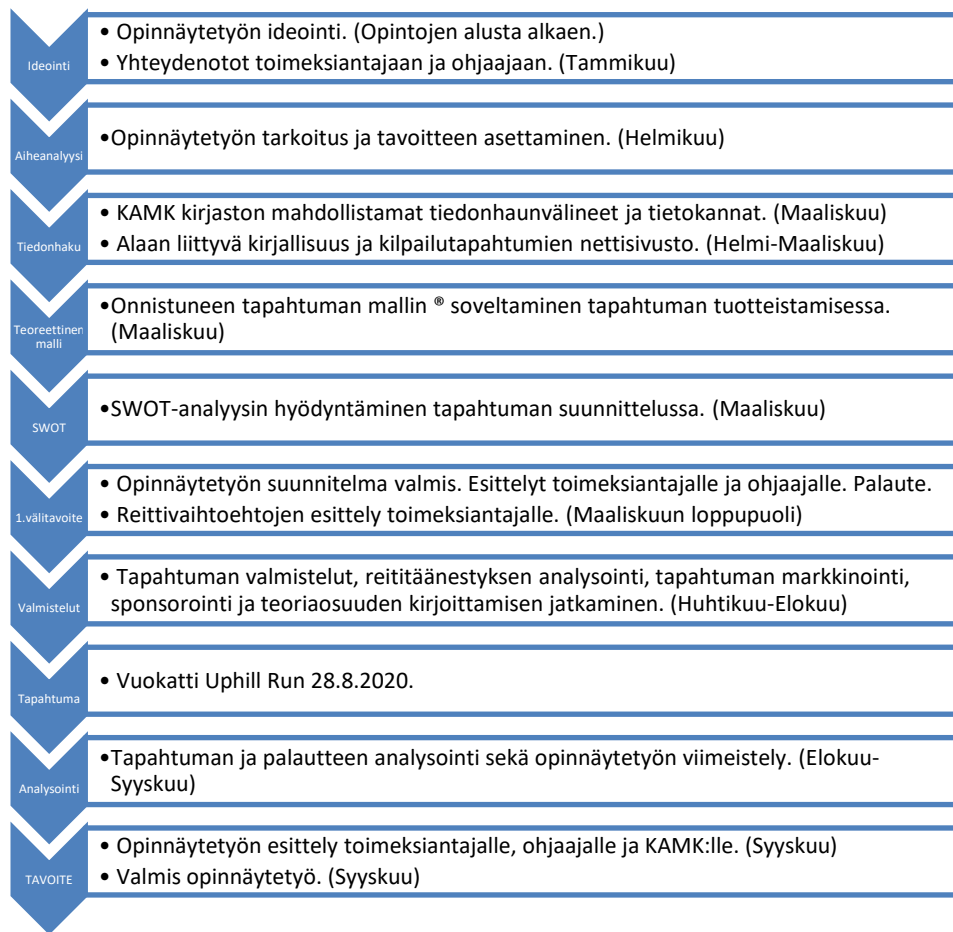 Ideointi
• Opinnäytetyön ideointi. (Opintojen alusta alkaen.)
• Yhteydenotot toimeksiantajaan ja ohjaajaan. (Tammikuu)
Aiheanalyysi
•Opinnäytetyön tarkoitus ja tavoitteen asettaminen. (Helmikuu)
Tiedonhaku
• KAMK kirjaston mahdollistamat tiedonhaunvälineet ja tietokannat. (Maaliskuu)
• Alaan liittyvä kirjallisuus ja kilpailutapahtumien nettisivusto. (Helmi-Maaliskuu)
Teoreettinen
malli
•Onnistuneen tapahtuman mallin ® soveltaminen tapahtuman tuotteistamisessa.
(Maaliskuu)
SWOT
•SWOT-analyysin hyödyntäminen tapahtuman suunnittelussa. (Maaliskuu)
1.välitavoite
• Opinnäytetyön suunnitelma valmis. Esittelyt toimeksiantajalle ja ohjaajalle. Palaute.
• Reittivaihtoehtojen esittely toimeksiantajalle. (Maaliskuun loppupuoli)
Valmistelut
• Tapahtuman valmistelut, reititäänestyksen analysointi, tapahtuman markkinointi,
sponsorointi ja teoriaosuuden kirjoittamisen jatkaminen. (Huhtikuu-Elokuu)
Tapahtuma
• Vuokatti Uphill Run 28.8.2020.
Analysointi
•Tapahtuman ja palautteen analysointi sekä opinnäytetyön viimeistely. (Elokuu-
Syyskuu)
TAVOITE
• Opinnäytetyön esittely toimeksiantajalle, ohjaajalle ja KAMK:lle. (Syyskuu)
• Valmis opinnäytetyö. (Syyskuu)